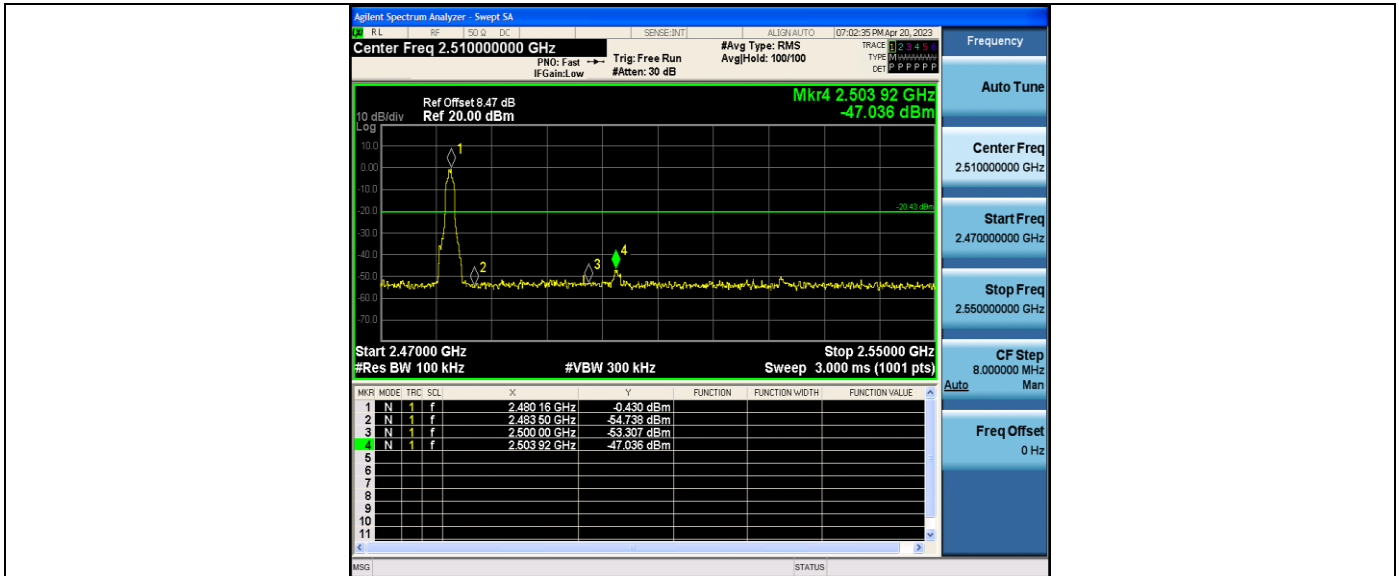 Agilent Spectrum Analyzer - Swept SA
RL RF 50 Ω DC SENSE:INT ALIGNAUTO 07:02:35 PM Apr 20, 2023
Center Freq 2.510000000 GHz
PNO: Fast
IFGain:Low
Trig: Free Run
#Atten: 30 dB
#Avg Type: RMS
Avg|Hold: 100/100
TRACE 1 2 3 4 5 6
TYPE M WWWWW
DET P P P P P P
Frequency
Auto Tune
Center Freq
2.510000000 GHz
Start Freq
2.470000000 GHz
Stop Freq
2.550000000 GHz
CF Step
8.000000 MHz
Auto Man
Freq Offset
0 Hz
Mkr4 2.503 92 GHz
-47.036 dBm
Ref Offset 8.47 dB
10 dB/div Ref 20.00 dBm
Log
10.0
0.00
-10.0
-20.0
-30.0
-40.0
-50.0
-60.0
-70.0
1
2
3
4
-20.43 dBm
Start 2.47000 GHz Stop 2.55000 GHz
#Res BW 100 kHz #VBW 300 kHz Sweep 3.000 ms (1001 pts)
MKR MODE TRC SCL X Y FUNCTION FUNCTION WIDTH FUNCTION VALUE
1 N 1 f 2.480 16 GHz -0.430 dBm
2 N 1 f 2.483 50 GHz -54.738 dBm
3 N 1 f 2.500 00 GHz -53.307 dBm
4 N 1 f 2.503 92 GHz -47.036 dBm
5
6
7
8
9
10
11
MSG STATUS